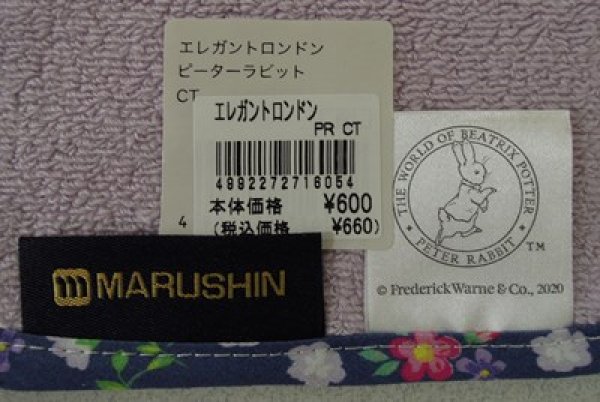 エレガントロンドン
ピーターラビット
CT
エレガントロンドン
PR CT
4992272716054
本体価格 ¥600
(税込価格 ¥660)
4
MARUSHIN
THE WORLD OF BEATRIX POTTER
PETER RABBIT
TM
© Frederick Warne & Co., 2020